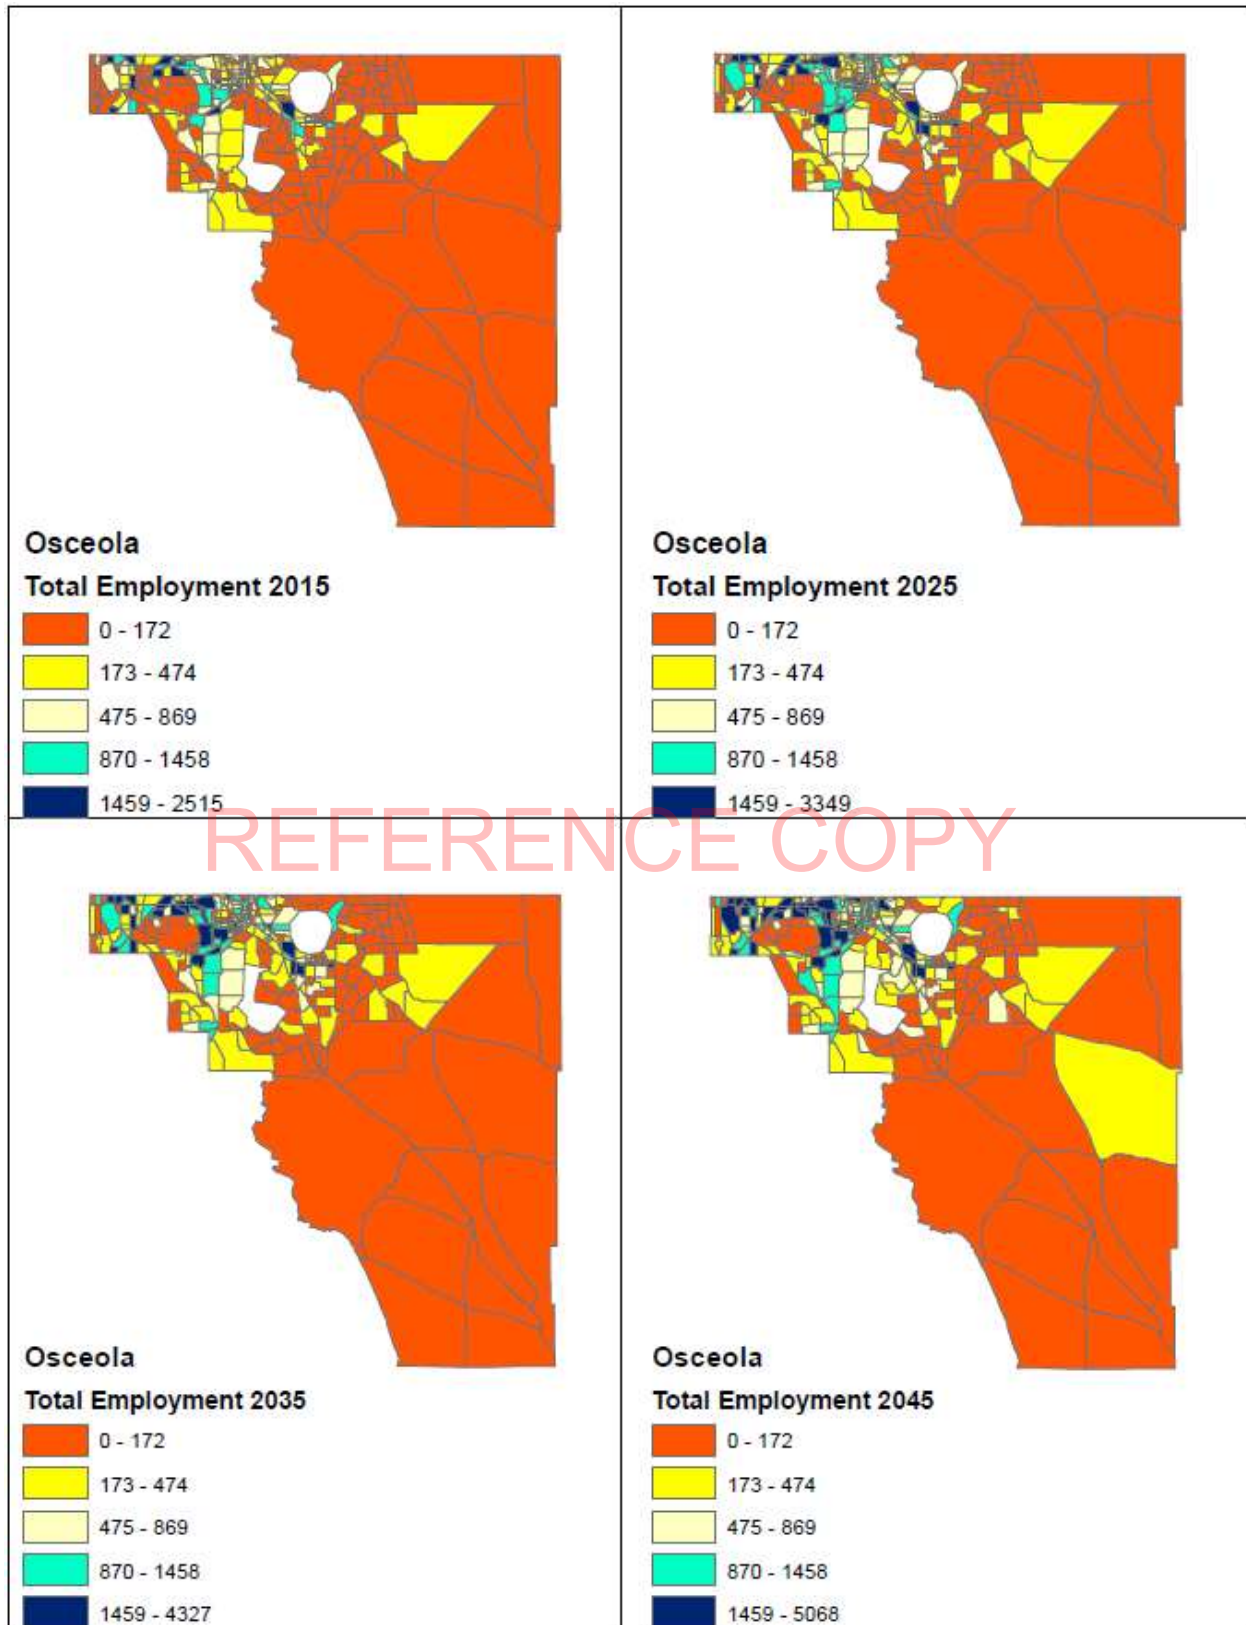 Osceola
Total Employment 2015
0 - 172
173 - 474
475 - 869
870 - 1458
1459 - 2515
Osceola
Total Employment 2025
0 - 172
173 - 474
475 - 869
870 - 1458
1459 - 3349
REFERENCE COPY
Osceola
Total Employment 2035
0 - 172
173 - 474
475 - 869
870 - 1458
1459 - 4327
Osceola
Total Employment 2045
0 - 172
173 - 474
475 - 869
870 - 1458
1459 - 5068